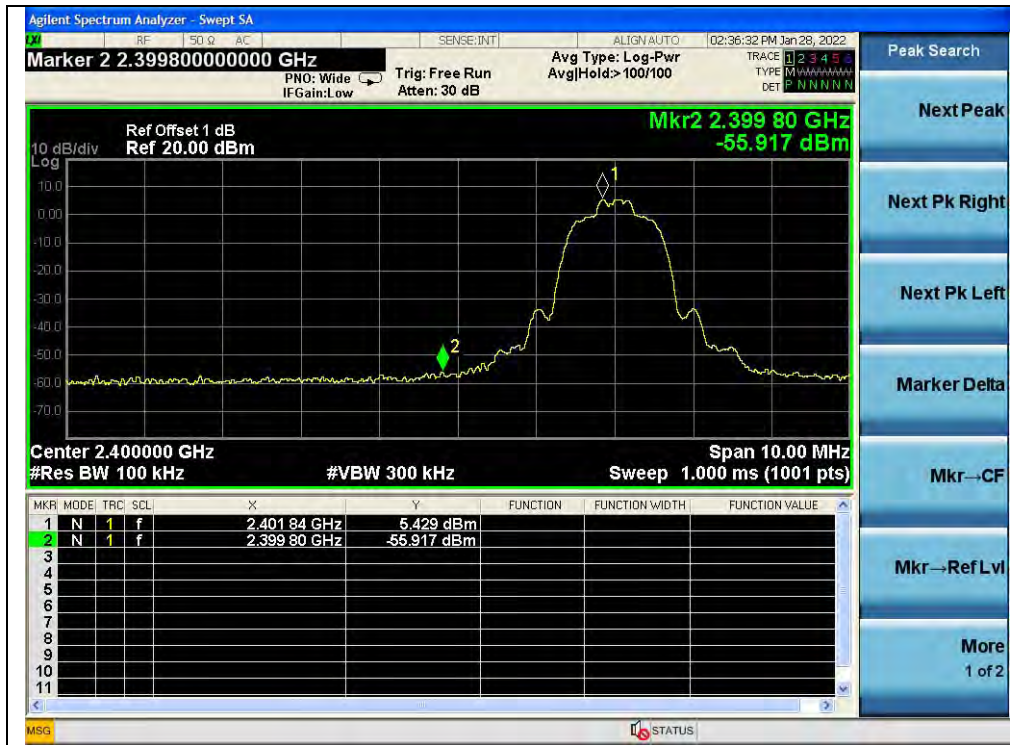 Agilent Spectrum Analyzer - Swept SA
LXI RF 50 Ω AC SENSE:INT ALIGN AUTO 02:36:32 PM Jan 28, 2022
Marker 2 2.399800000000 GHz
PNO: Wide Trig: Free Run Avg Type: Log-Pwr TRACE 1 2 3 4 5 6
IFGain:Low Atten: 30 dB Avg|Hold:>100/100 TYPE M WWWWW
DET P N N N N N
Peak Search
Next Peak
Next Pk Right
Next Pk Left
Marker Delta
Mkr→CF
Mkr→Ref Lvl
More
1 of 2
Mkr2 2.399 80 GHz
-55.917 dBm
Ref Offset 1 dB
10 dB/div Ref 20.00 dBm
Log
10.0
0.00
-10.0
-20.0
-30.0
-40.0
-50.0
-60.0
-70.0
1
2
Center 2.400000 GHz Span 10.00 MHz
#Res BW 100 kHz #VBW 300 kHz Sweep 1.000 ms (1001 pts)
MKR MODE TRC SCL X Y FUNCTION FUNCTION WIDTH FUNCTION VALUE
1 N 1 f 2.401 84 GHz 5.429 dBm
2 N 1 f 2.399 80 GHz -55.917 dBm
3
4
5
6
7
8
9
10
11
MSG STATUS